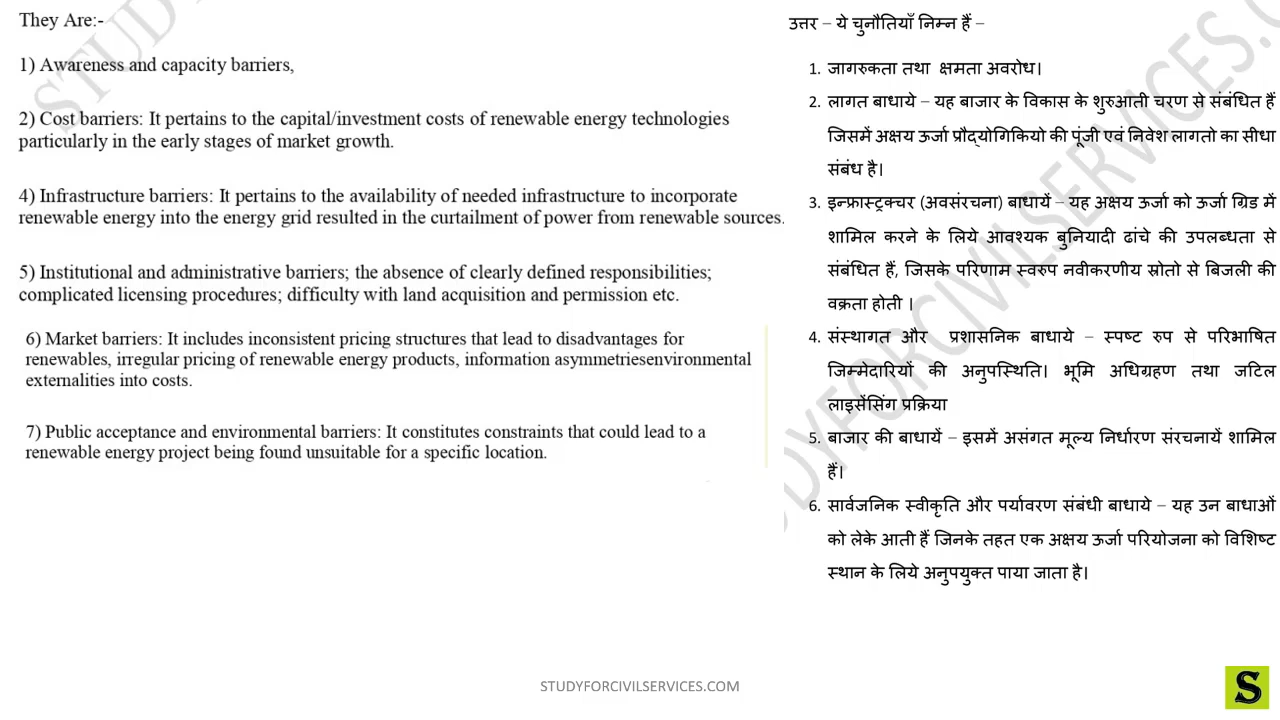 They Are:-
1) Awareness and capacity barriers,
2) Cost barriers: It pertains to the capital/investment costs of renewable energy technologies
particularly in the early stages of market growth.
4) Infrastructure barriers: It pertains to the availability of needed infrastructure to incorporate
renewable energy into the energy grid resulted in the curtailment of power from renewable sources.
5) Institutional and administrative barriers; the absence of clearly defined responsibilities;
complicated licensing procedures; difficulty with land acquisition and permission etc.
6) Market barriers: It includes inconsistent pricing structures that lead to disadvantages for
renewables, irregular pricing of renewable energy products, information asymmetriesenvironmental
externalities into costs.
7) Public acceptance and environmental barriers: It constitutes constraints that could lead to a
renewable energy project being found unsuitable for a specific location.
उत्तर – ये चुनौतियाँ निम्न हैं –
1. जागरुकता तथा क्षमता अवरोध।
2. लागत बाधाये – यह बाजार के विकास के शुरुआती चरण से संबंधित हैं
जिसमें अक्षय ऊर्जा प्रौद्योगिकियो की पूंजी एवं निवेश लागतो का सीधा
संबंध है।
3. इन्फ्रास्ट्रक्चर (अवसंरचना) बाधायें – यह अक्षय ऊर्जा को ऊर्जा ग्रिड में
शामिल करने के लिये आवश्यक बुनियादी ढांचे की उपलब्धता से
संबंधित हैं, जिसके परिणाम स्वरुप नवीकरणीय स्रोतो से बिजली की
वक्रता होती ।
4. संस्थागत और प्रशासनिक बाधाये – स्पष्ट रुप से परिभाषित
जिम्मेदारियों की अनुपस्थिति। भूमि अधिग्रहण तथा जटिल
लाइसेंसिंग प्रक्रिया
5. बाजार की बाधायें – इसमें असंगत मूल्य निर्धारण संरचनायें शामिल
हैं।
6. सार्वजनिक स्वीकृति और पर्यावरण संबंधी बाधाये – यह उन बाधाओं
को लेके आती हैं जिनके तहत एक अक्षय ऊर्जा परियोजना को विशिष्ट
स्थान के लिये अनुपयुक्त पाया जाता है।
STUDYFORCIVILSERVICES.COM
S